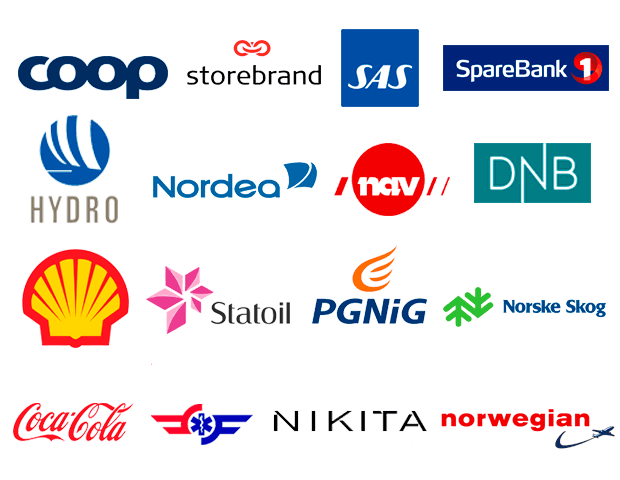 coop
storebrand
SAS
SpareBank 1
HYDRO
Nordea
nav
DNB
Statoil
PGNiG
Norske Skog
Coca-Cola
NIKITA
norwegian